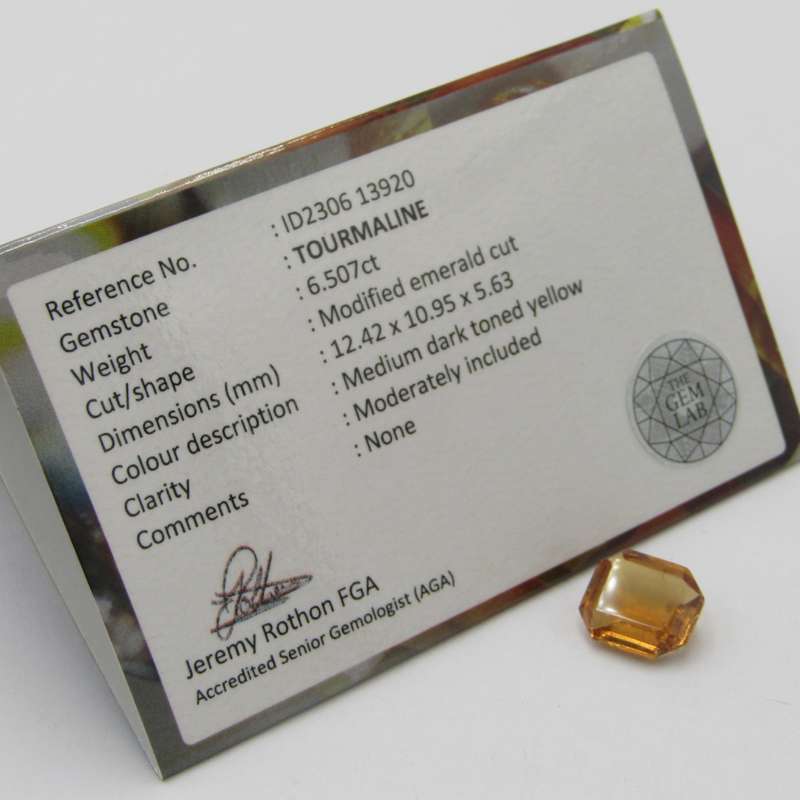 Reference No. : ID2306 13920
Gemstone : TOURMALINE
Weight : 6.507ct
Cut/shape : Modified emerald cut
Dimensions (mm) : 12.42 x 10.95 x 5.63
Colour description : Medium dark toned yellow
Clarity : Moderately included
Comments : None
THE
GEM
LAB
Jeremy Rothon FGA
Accredited Senior Gemologist (AGA)